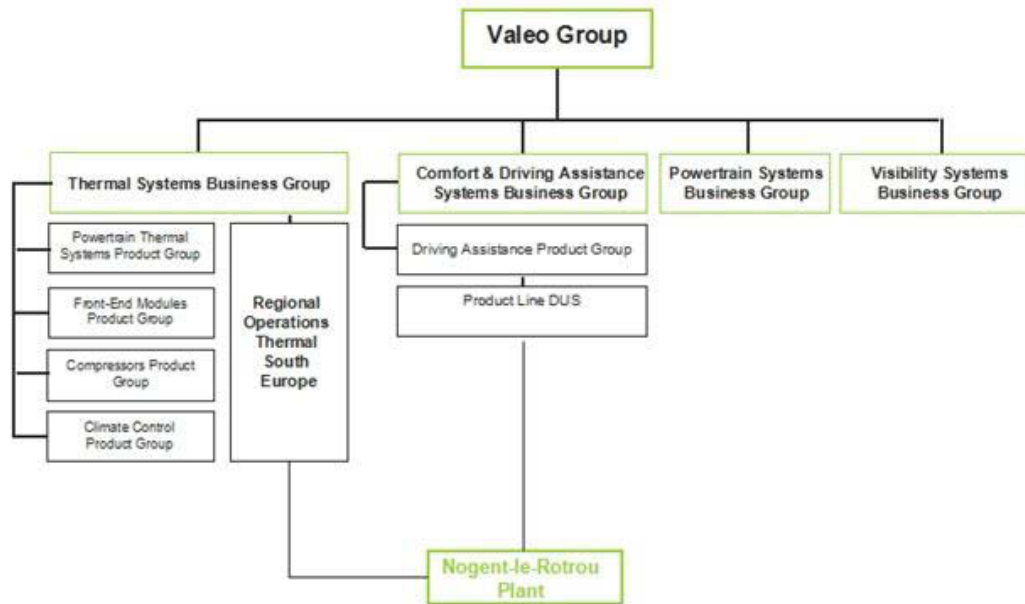 Valeo Group
Thermal Systems Business Group
Comfort & Driving Assistance
Systems Business Group
Powertrain Systems
Business Group
Visibility Systems
Business Group
Powertrain Thermal
Systems Product Group
Front-End Modules
Product Group
Compressors Product
Group
Climate Control
Product Group
Regional
Operations
Thermal
South
Europe
Driving Assistance Product Group
Product Line DUS
Nogent-le-Rotrou
Plant